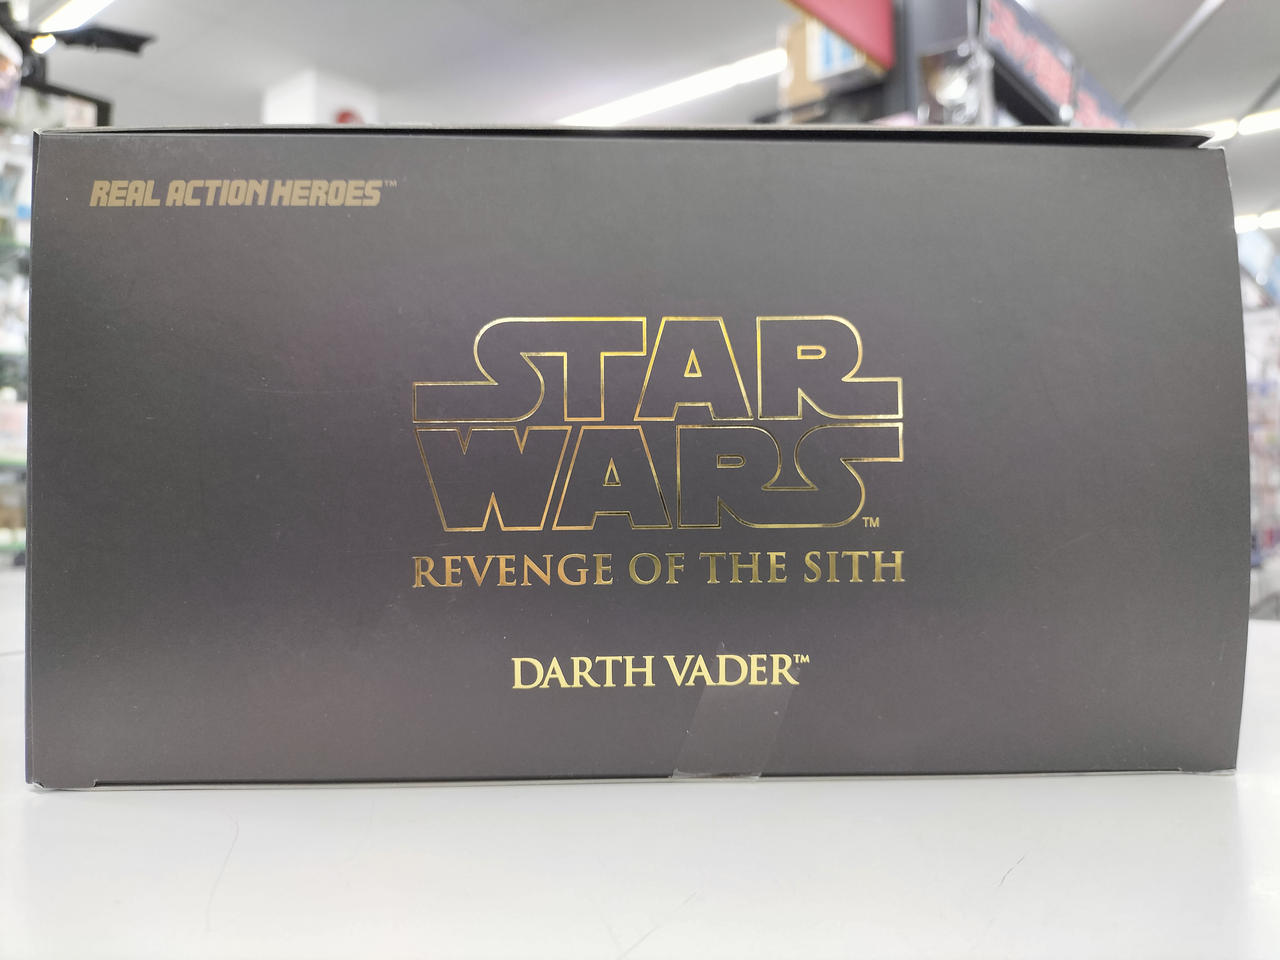 REAL ACTION HEROES™
STAR
WARS™
REVENGE OF THE SITH
DARTH VADER™